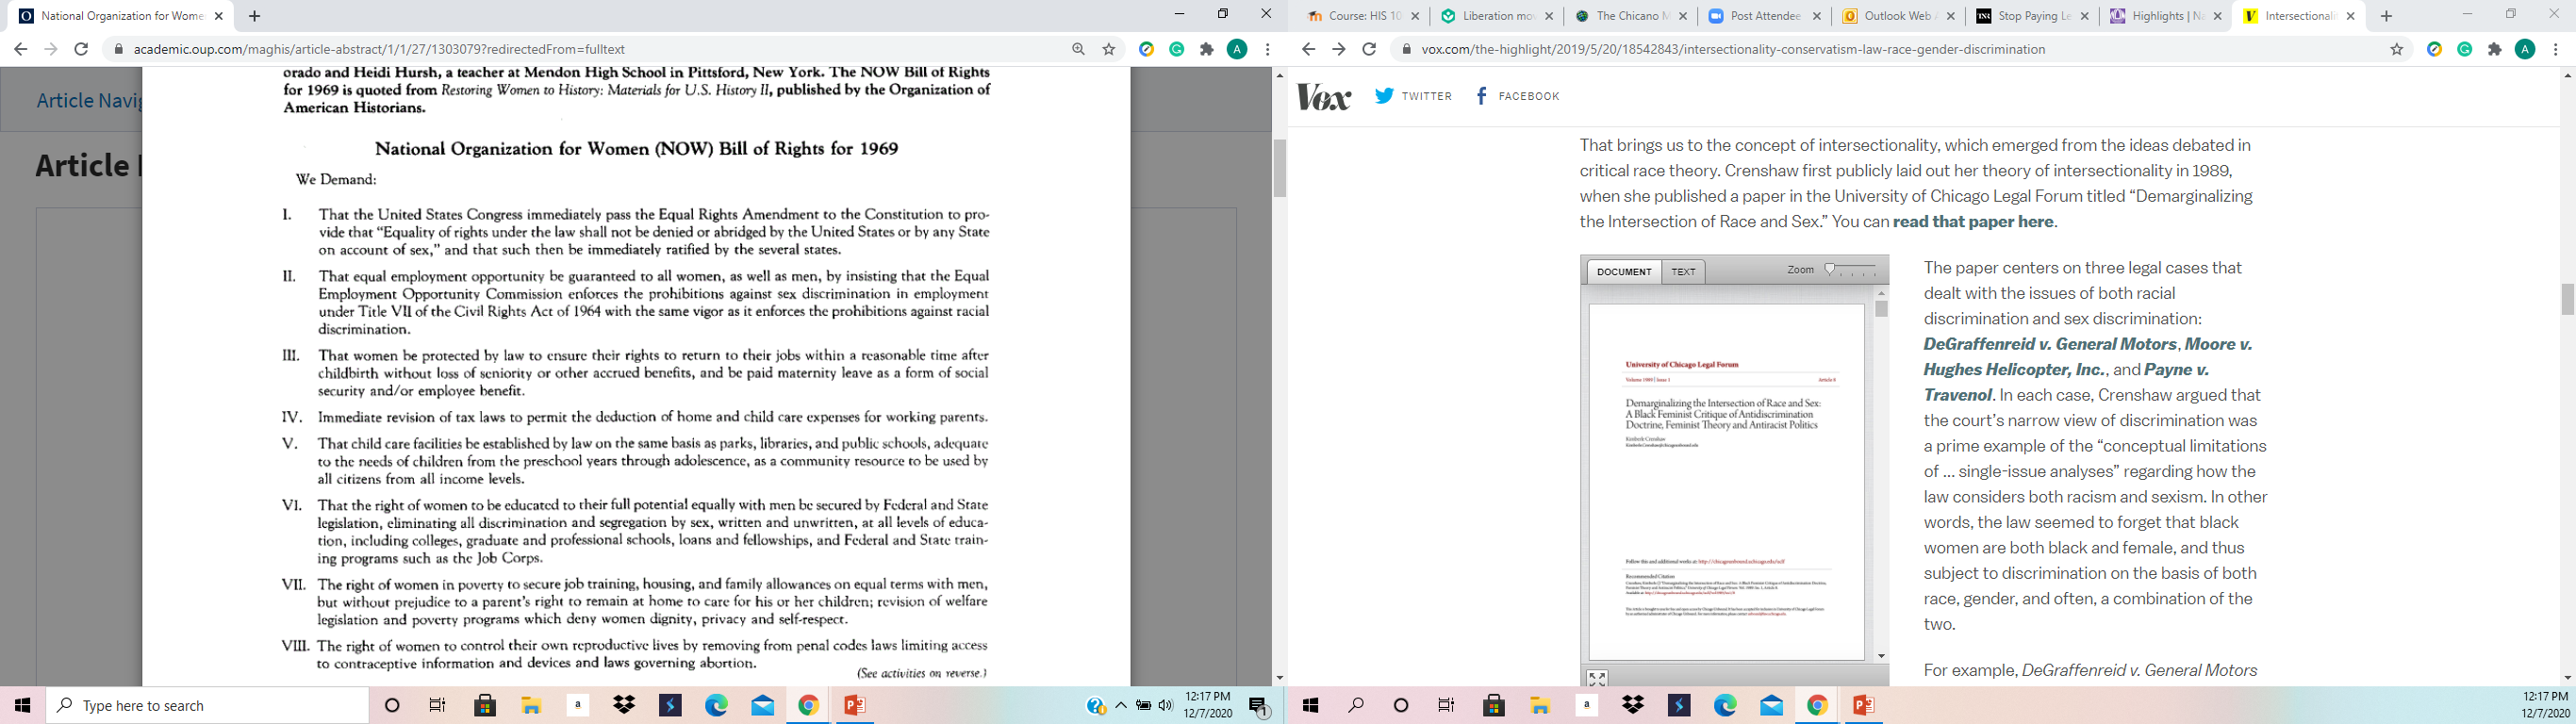 National Organization for Wome
academic.oup.com/maghis/article-abstract/1/1/27/1303079?redirectedFrom=fulltext
A
Article Navig
Article
orado and Heidi Hursh, a teacher at Mendon High School in Pittsford, New York. The NOW Bill of Rights
for 1969 is quoted from Restoring Women to History: Materials for U.S. History II, published by the Organization of
American Historians.
National Organization for Women (NOW) Bill of Rights for 1969
We Demand:
I. That the United States Congress immediately pass the Equal Rights Amendment to the Constitution to pro-
vide that “Equality of rights under the law shall not be denied or abridged by the United States or by any State
on account of sex,” and that such then be immediately ratified by the several states.
II. That equal employment opportunity be guaranteed to all women, as well as men, by insisting that the Equal
Employment Opportunity Commission enforces the prohibitions against sex discrimination in employment
under Title VII of the Civil Rights Act of 1964 with the same vigor as it enforces the prohibitions against racial
discrimination.
III. That women be protected by law to ensure their rights to return to their jobs within a reasonable time after
childbirth without loss of seniority or other accrued benefits, and be paid maternity leave as a form of social
security and/or employee benefit.
IV. Immediate revision of tax laws to permit the deduction of home and child care expenses for working parents.
V. That child care facilities be established by law on the same basis as parks, libraries, and public schools, adequate
to the needs of children from the preschool years through adolescence, as a community resource to be used by
all citizens from all income levels.
VI. That the right of women to be educated to their full potential equally with men be secured by Federal and State
legislation, eliminating all discrimination and segregation by sex, written and unwritten, at all levels of educa-
tion, including colleges, graduate and professional schools, loans and fellowships, and Federal and State train-
ing programs such as the Job Corps.
VII. The right of women in poverty to secure job training, housing, and family allowances on equal terms with men,
but without prejudice to a parent's right to remain at home to care for his or her children; revision of welfare
legislation and poverty programs which deny women dignity, privacy and self-respect.
VIII. The right of women to control their own reproductive lives by removing from penal codes laws limiting access
to contraceptive information and devices and laws governing abortion.
(See activities on reverse.)
Type here to search
12:17 PM
12/7/2020
Course: HIS 10
Liberation mo
The Chicano M
Post Attendee
Outlook Web
Stop Paying Le
Highlights | N
Intersectionali
vox.com/the-highlight/2019/5/20/18542843/intersectionality-conservatism-law-race-gender-discrimination
A
Vox TWITTER FACEBOOK
That brings us to the concept of intersectionality, which emerged from the ideas debated in
critical race theory. Crenshaw first publicly laid out her theory of intersectionality in 1989,
when she published a paper in the University of Chicago Legal Forum titled “Demarginalizing
the Intersection of Race and Sex.” You can read that paper here.
DOCUMENT TEXT Zoom
University of Chicago Legal Forum
Volume 1989 | Issue 1 Article 8
Demarginalizing the Intersection of Race and Sex:
A Black Feminist Critique of Antidiscrimination
Doctrine, Feminist Theory and Antiracist Politics
Kimberle Crenshaw
Follow this and additional works at: http://chicagounbound.uchicago.edu/uclf
Recommended Citation
The paper centers on three legal cases that
dealt with the issues of both racial
discrimination and sex discrimination:
DeGraffenreid v. General Motors, Moore v.
Hughes Helicopter, Inc., and Payne v.
Travenol. In each case, Crenshaw argued that
the court's narrow view of discrimination was
a prime example of the “conceptual limitations
of ... single-issue analyses” regarding how the
law considers both racism and sexism. In other
words, the law seemed to forget that black
women are both black and female, and thus
subject to discrimination on the basis of both
race, gender, and often, a combination of the
two.
For example, DeGraffenreid v. General Motors
12:17 PM
12/7/2020